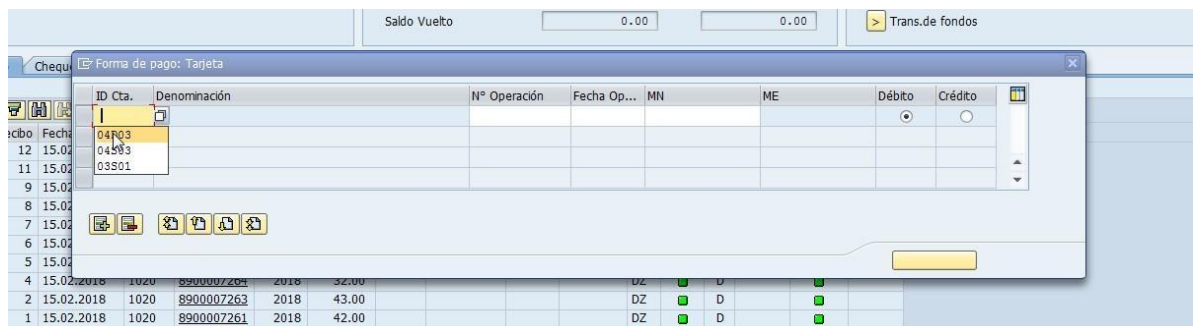 Saldo Vuelto 0.00 0.00 > Trans.de fondos
Chequ Forma de pago: Tarjeta
ID Cta. Denominación Nº Operación Fecha Op... MN ME Débito Crédito
ecibo Fecha
04P03
12 15.02
04S03
11 15.02
03S01
9 15.02
8 15.02
7 15.02
6 15.02
5 15.02
4 15.02.2018 1020 8900007264 2018 32.00 DZ D
2 15.02.2018 1020 8900007263 2018 43.00 DZ D
1 15.02.2018 1020 8900007261 2018 42.00 DZ D